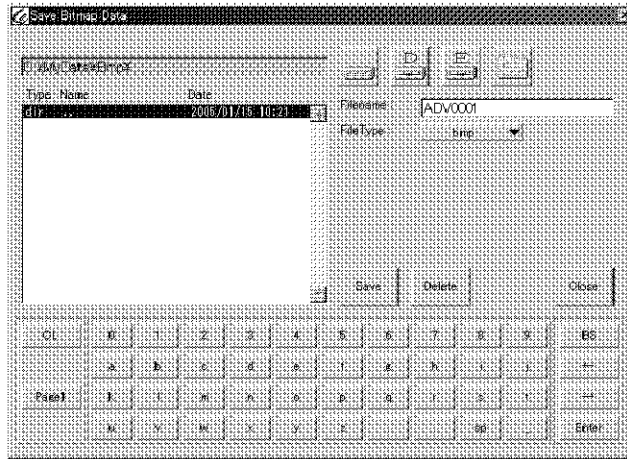 Save Bitmap Data
D:¥MyData¥Bmp¥
D E
Type Name Date
dir .. 2005/01/15 10:21
Filename ADV0001
FileType bmp
Save Delete Close
CL 0 1 2 3 4 5 6 7 8 9 BS
a b c d e f g h i j ←
Page1 k l m n o p q r s t →
u v w x y z sp _ Enter